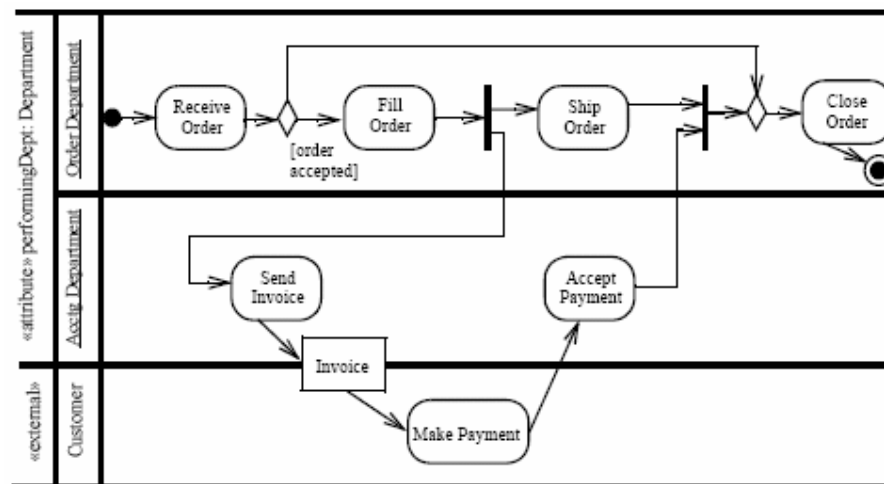 «attribute» performingDept: Department
Order Department
Receive
Order
[order
accepted]
Fill
Order
Ship
Order
Close
Order
Acctg Department
Send
Invoice
Accept
Payment
Invoice
«external»
Customer
Make Payment